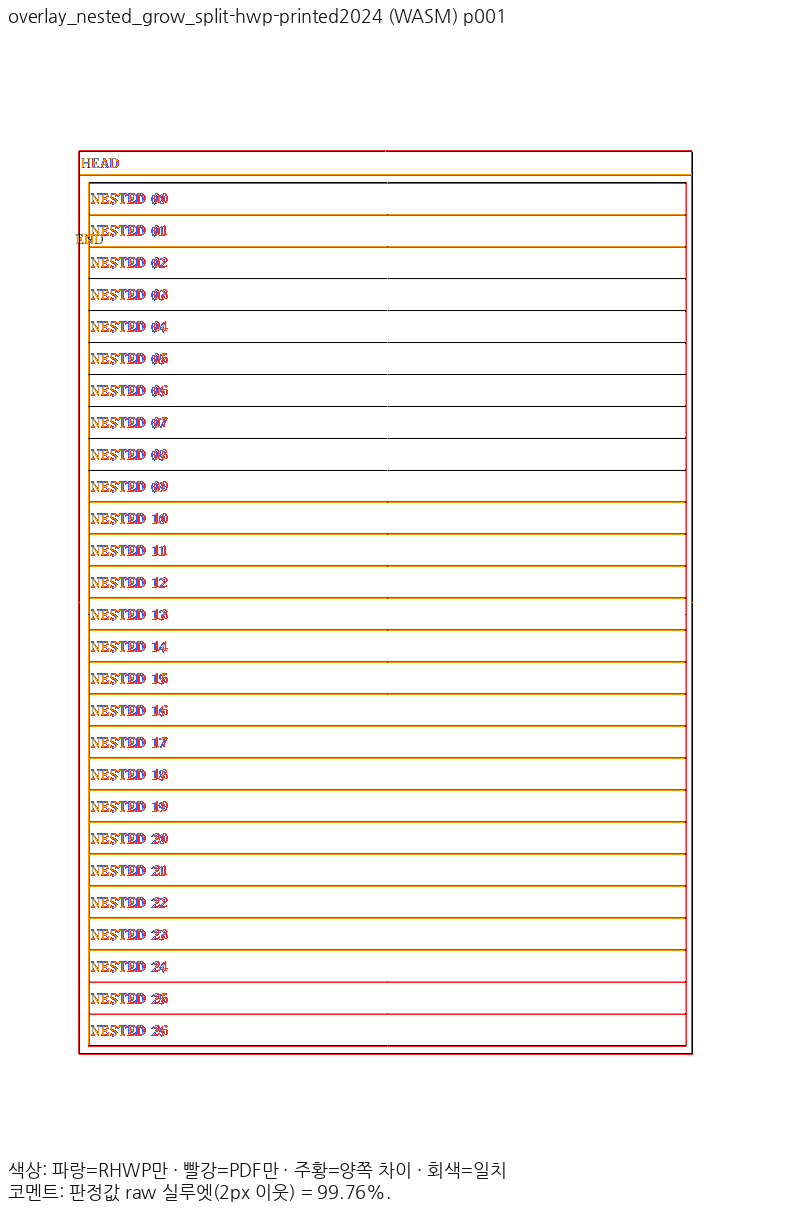 overlay_nested_grow_split-hwp-printed2024 (WASM) p001
HEAD
NESTED 00
NESTED 01
END
NESTED 02
NESTED 03
NESTED 04
NESTED 05
NESTED 06
NESTED 07
NESTED 08
NESTED 09
NESTED 10
NESTED 11
NESTED 12
NESTED 13
NESTED 14
NESTED 15
NESTED 16
NESTED 17
NESTED 18
NESTED 19
NESTED 20
NESTED 21
NESTED 22
NESTED 23
NESTED 24
NESTED 25
NESTED 26
색상: 파랑=RHWP만 · 빨강=PDF만 · 주황=양쪽 차이 · 회색=일치
코멘트: 판정값 raw 실루엣(2px 이웃) = 99.76%.